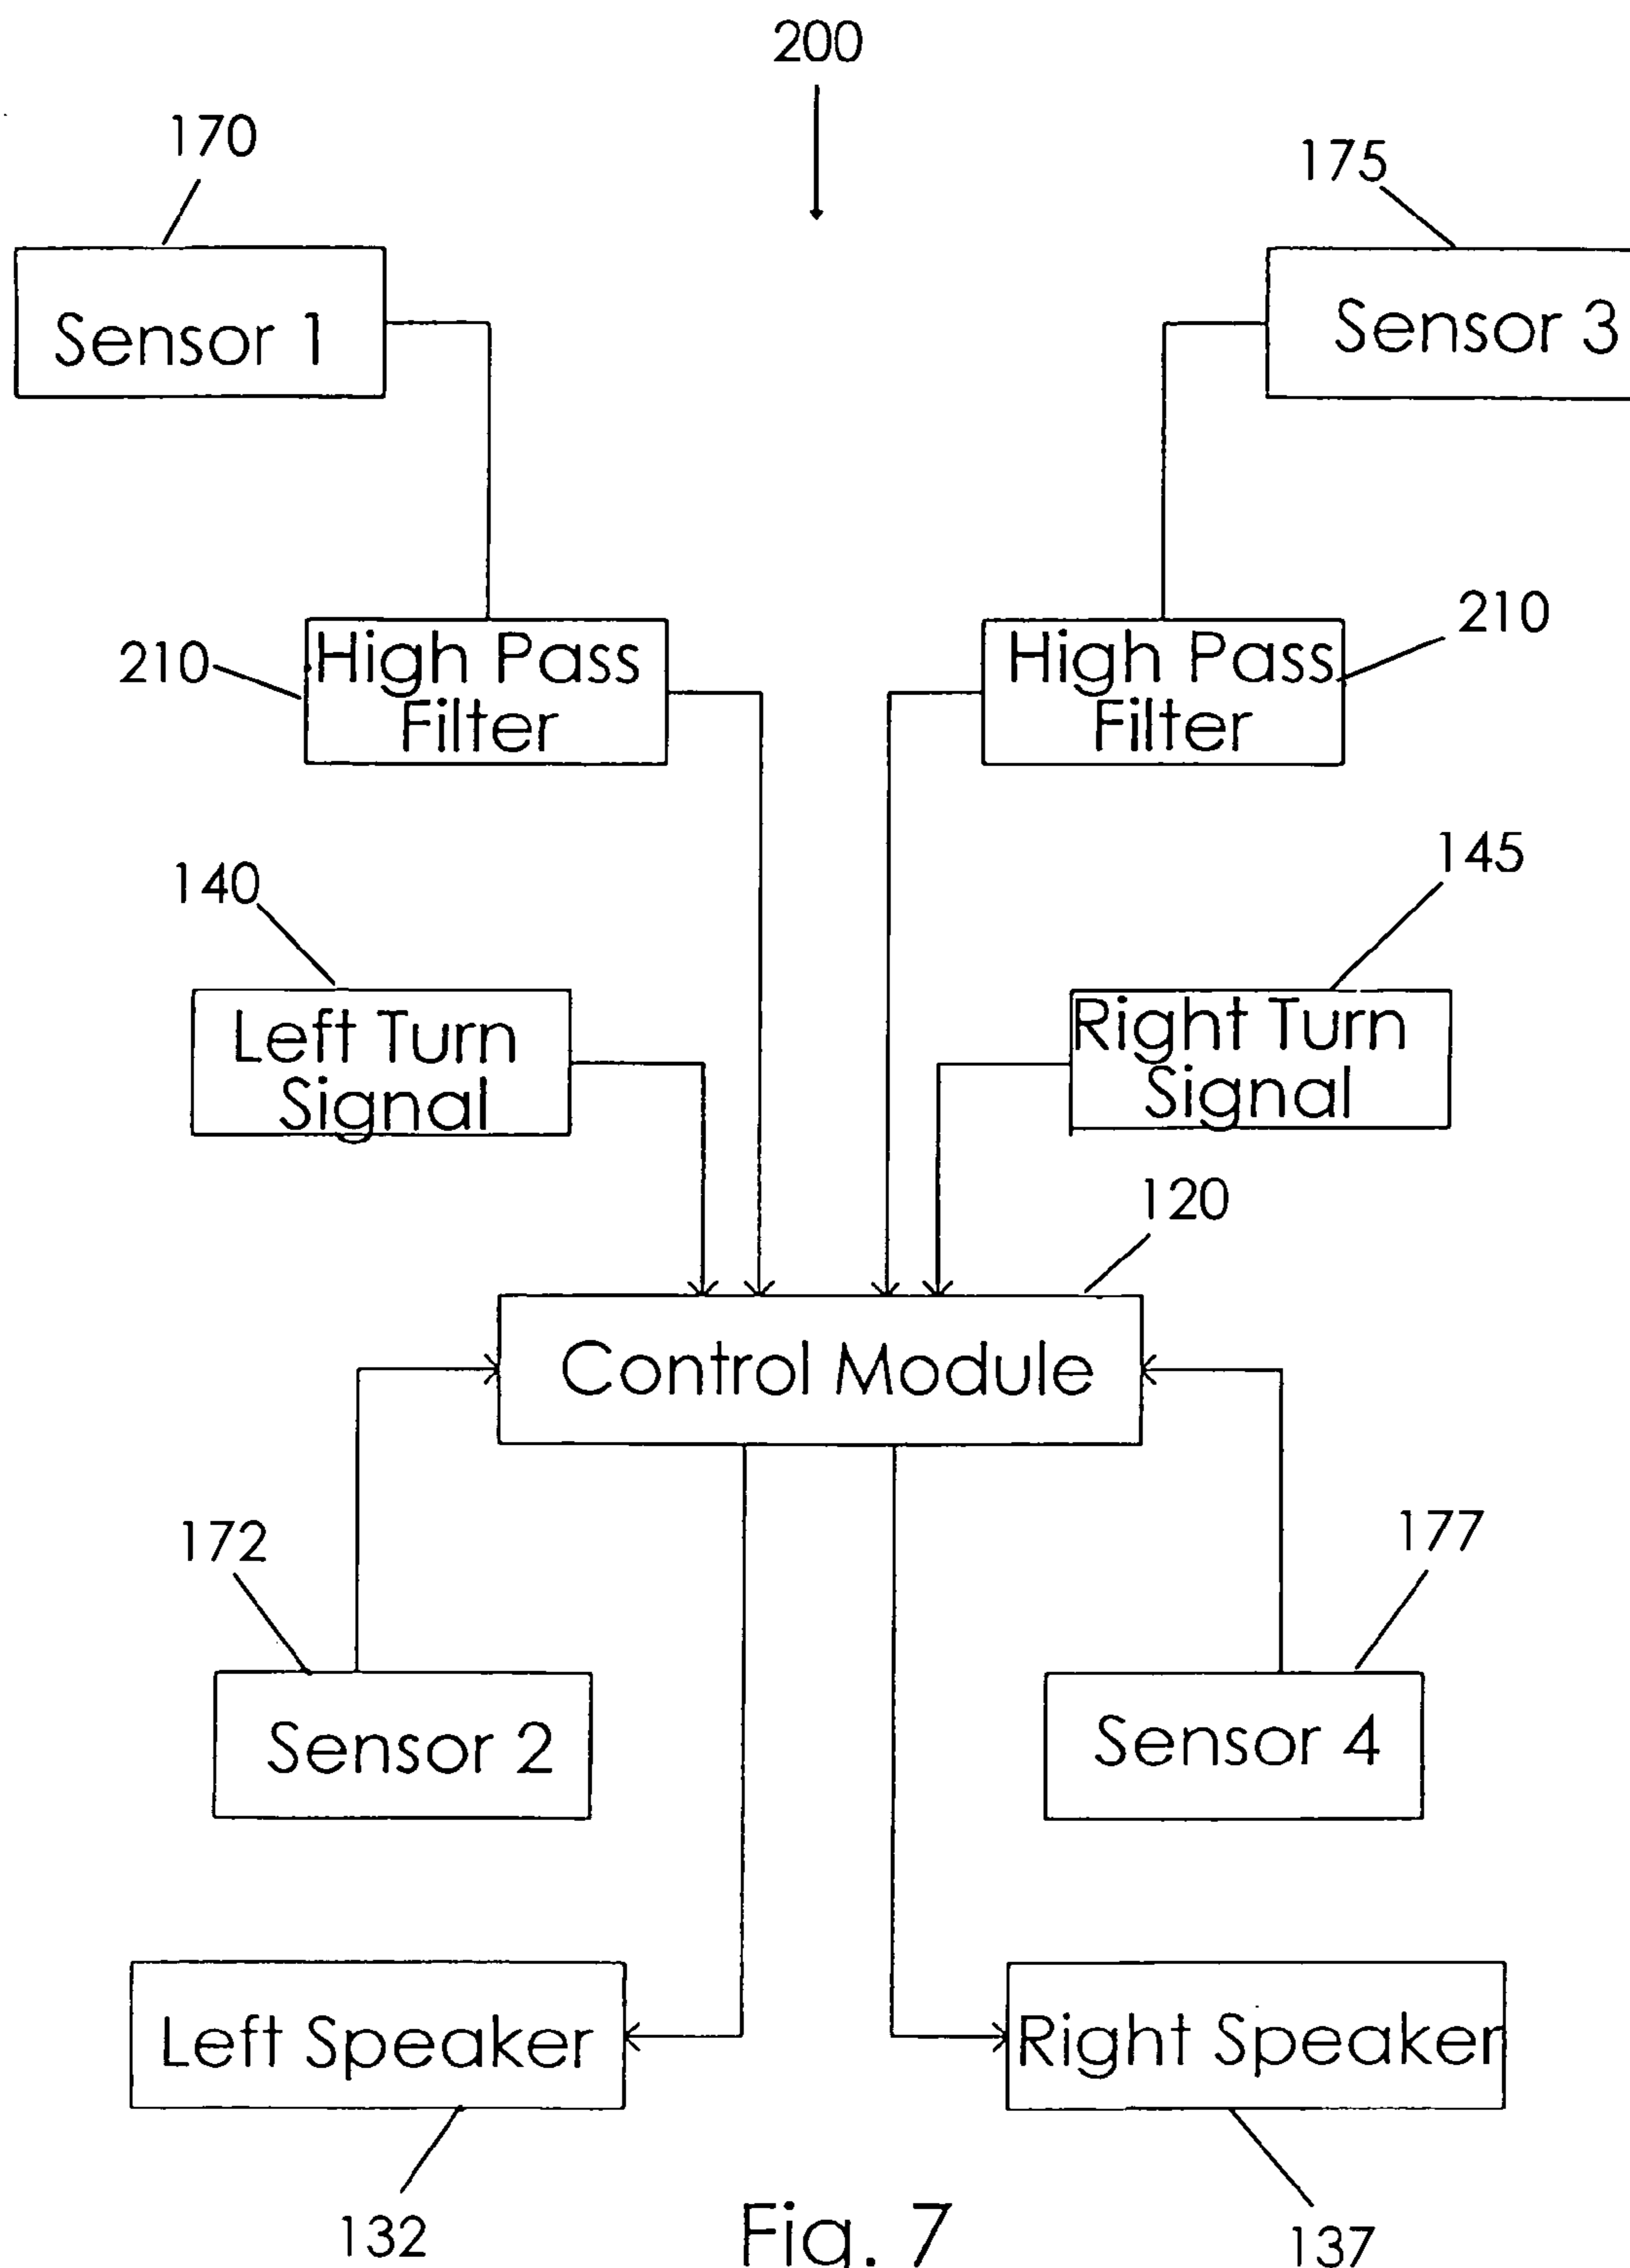 200
170
175
Sensor 1
Sensor 3
210
High Pass
Filter
High Pass
Filter
210
140
145
Left Turn
Signal
Right Turn
Signal
120
Control Module
172
177
Sensor 2
Sensor 4
Left Speaker
Right Speaker
132
137
Fig. 7